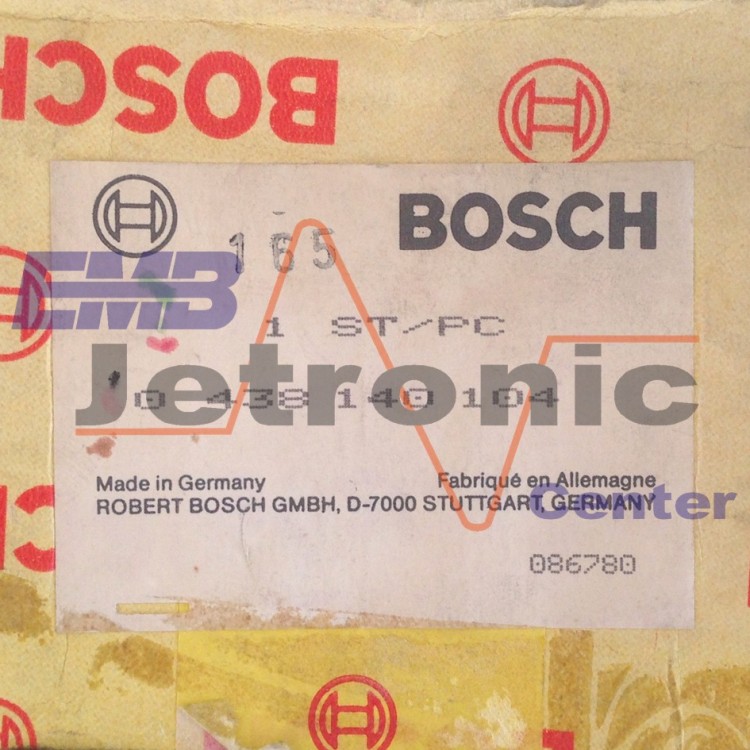 BOSCH
BOSCH
165
EMB
1 ST/PC
Jetronic
0 438 140 104
Made in Germany Fabriqué en Allemagne
ROBERT BOSCH GMBH, D-7000 STUTTGART, GERMANY
Center
086780